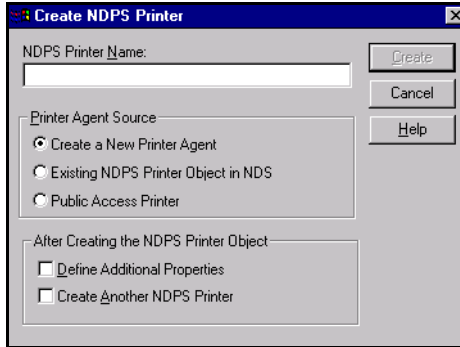 Create NDPS Printer
NDPS Printer Name:
Create
Cancel
Help
Printer Agent Source
Create a New Printer Agent
Existing NDPS Printer Object in NDS
Public Access Printer
After Creating the NDPS Printer Object
Define Additional Properties
Create Another NDPS Printer